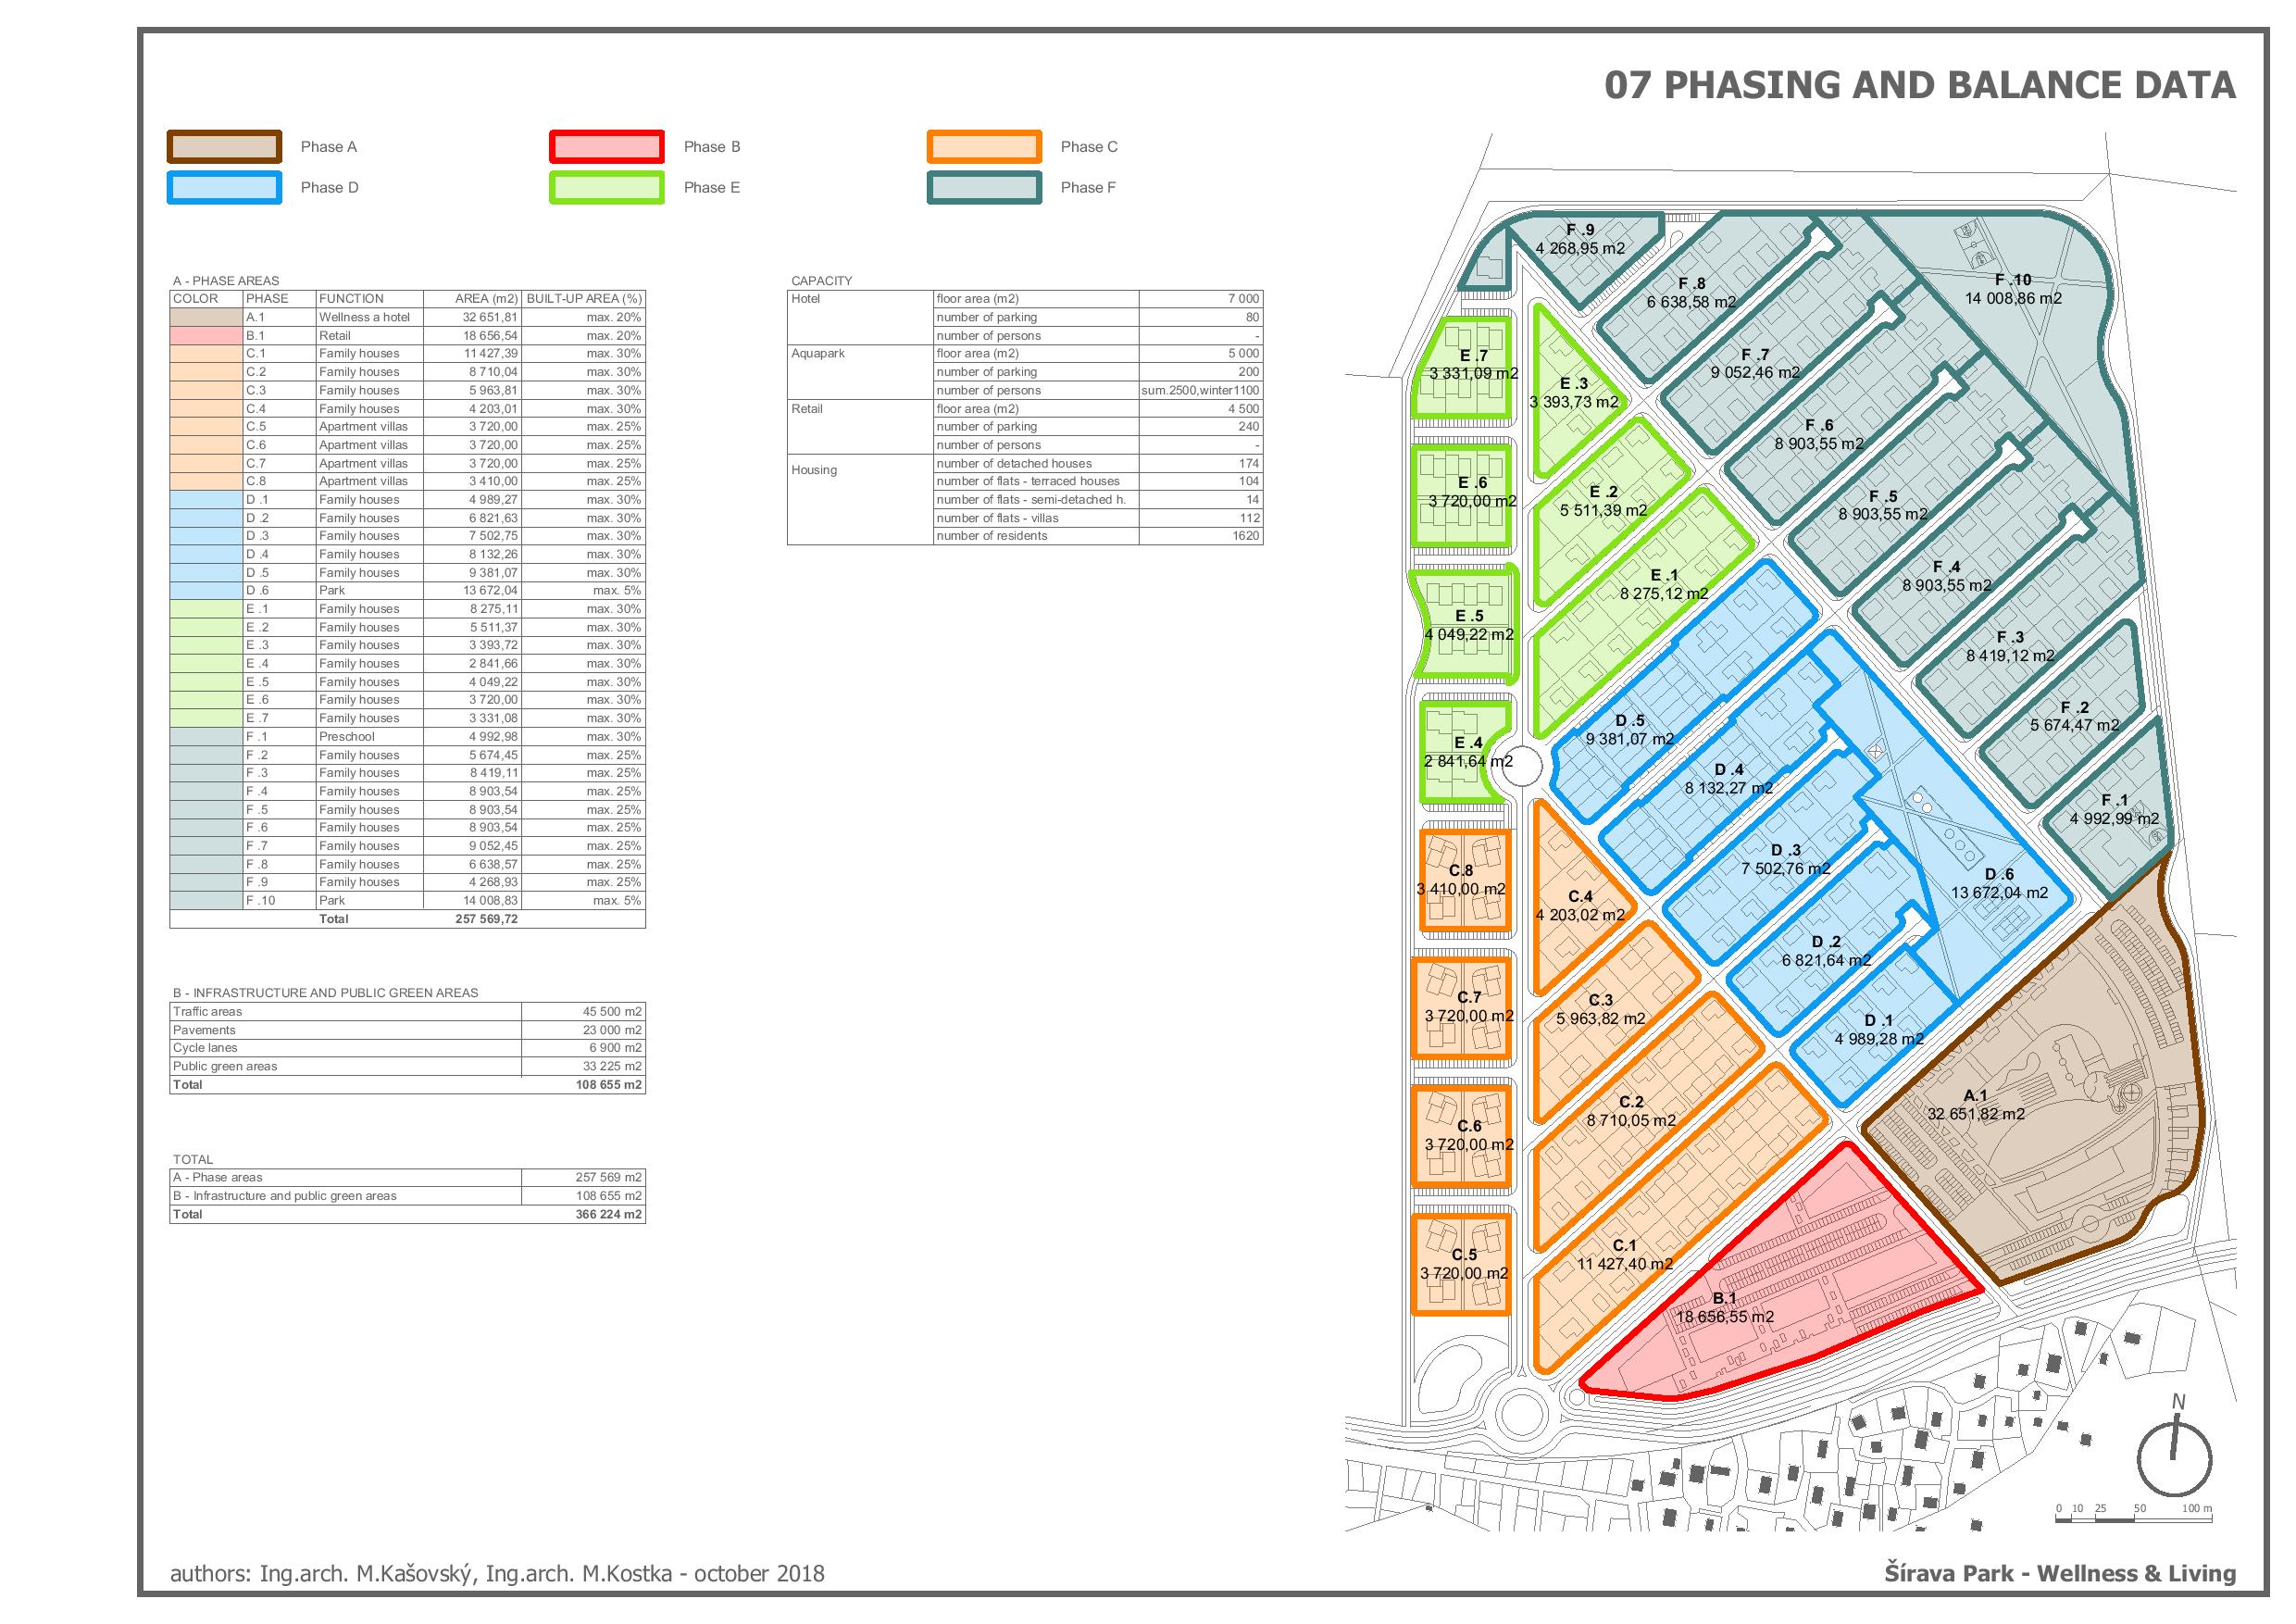 07 PHASING AND BALANCE DATA
Phase A
Phase B
Phase C
Phase D
Phase E
Phase F
A - PHASE AREAS
COLOR PHASE FUNCTION AREA (m2) BUILT-UP AREA (%)
A.1 Wellness a hotel 32 651,81 max. 20%
B.1 Retail 18 656,54 max. 20%
C.1 Family houses 11 427,39 max. 30%
C.2 Family houses 8 710,04 max. 30%
C.3 Family houses 5 963,81 max. 30%
C.4 Family houses 4 203,01 max. 30%
C.5 Apartment villas 3 720,00 max. 25%
C.6 Apartment villas 3 720,00 max. 25%
C.7 Apartment villas 3 720,00 max. 25%
C.8 Apartment villas 3 410,00 max. 25%
D .1 Family houses 4 989,27 max. 30%
D .2 Family houses 6 821,63 max. 30%
D .3 Family houses 7 502,75 max. 30%
D .4 Family houses 8 132,26 max. 30%
D .5 Family houses 9 381,07 max. 30%
D .6 Park 13 672,04 max. 5%
E .1 Family houses 8 275,11 max. 30%
E .2 Family houses 5 511,37 max. 30%
E .3 Family houses 3 393,72 max. 30%
E .4 Family houses 2 841,66 max. 30%
E .5 Family houses 4 049,22 max. 30%
E .6 Family houses 3 720,00 max. 30%
E .7 Family houses 3 331,08 max. 30%
F .1 Preschool 4 992,98 max. 30%
F .2 Family houses 5 674,45 max. 25%
F .3 Family houses 8 419,11 max. 25%
F .4 Family houses 8 903,54 max. 25%
F .5 Family houses 8 903,54 max. 25%
F .6 Family houses 8 903,54 max. 25%
F .7 Family houses 9 052,45 max. 25%
F .8 Family houses 6 638,57 max. 25%
F .9 Family houses 4 268,93 max. 25%
F .10 Park 14 008,83 max. 5%
Total 257 569,72
B - INFRASTRUCTURE AND PUBLIC GREEN AREAS
Traffic areas 45 500 m2
Pavements 23 000 m2
Cycle lanes 6 900 m2
Public green areas 33 225 m2
Total 108 655 m2
TOTAL
A - Phase areas 257 569 m2
B - Infrastructure and public green areas 108 655 m2
Total 366 224 m2
CAPACITY
Hotel floor area (m2) 7 000
number of parking 80
number of persons -
Aquapark floor area (m2) 5 000
number of parking 200
number of persons sum.2500,winter1100
Retail floor area (m2) 4 500
number of parking 240
number of persons -
Housing number of detached houses 174
number of flats - terraced houses 104
number of flats - semi-detached h. 14
number of flats - villas 112
number of residents 1620
F .9
4 268,95 m2
F .8
6 638,58 m2
F .10
14 008,86 m2
E .7
3 331,09 m2
E .3
3 393,73 m2
F .7
9 052,46 m2
F .6
8 903,55 m2
E .6
3 720,00 m2
E .2
5 511,39 m2
F .5
8 903,55 m2
E .1
8 275,12 m2
F .4
8 903,55 m2
E .5
4 049,22 m2
F .3
8 419,12 m2
D .5
9 381,07 m2
F .2
5 674,47 m2
E .4
2 841,64 m2
D .4
8 132,27 m2
F .1
4 992,99 m2
D .3
7 502,76 m2
C.8
3 410,00 m2
D .6
13 672,04 m2
C.4
4 203,02 m2
D .2
6 821,64 m2
C.7
3 720,00 m2
C.3
5 963,82 m2
D .1
4 989,28 m2
A.1
32 651,82 m2
C.2
8 710,05 m2
C.6
3 720,00 m2
C.1
11 427,40 m2
C.5
3 720,00 m2
B.1
18 656,55 m2
N
0 10 25 50 100 m
authors: Ing.arch. M.Kašovský, Ing.arch. M.Kostka - october 2018
Šírava Park - Wellness & Living